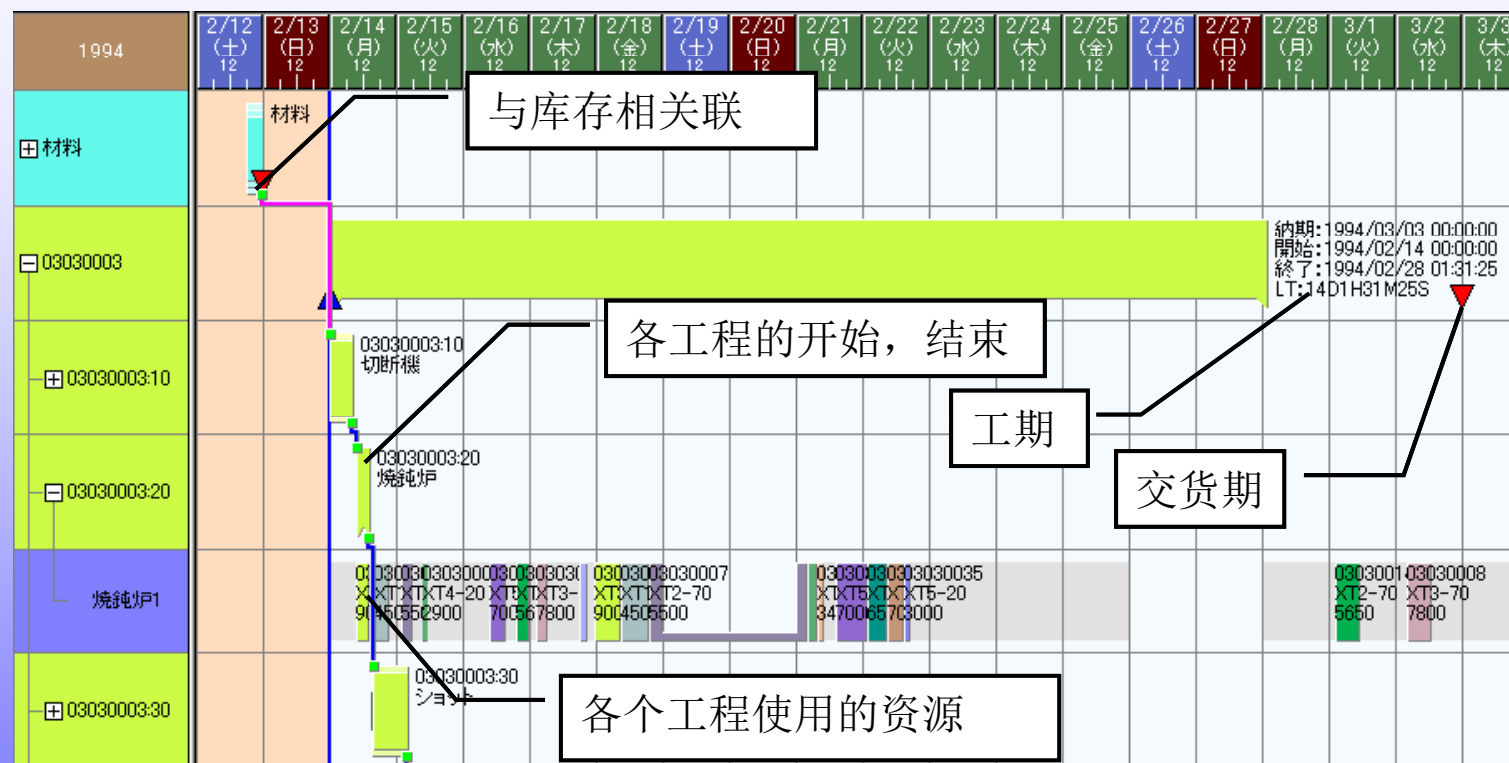 1994
2/12 2/13 2/14 2/15 2/16 2/17 2/18 2/19 2/20 2/21 2/22 2/23 2/24 2/25 2/26 2/27 2/28 3/1 3/2
(土) (日) (月) (火) (水) (木) (金) (土) (日) (月) (火) (水) (木) (金) (土) (日) (月) (火) (水) (木
12 12 12 12 12 12 12 12 12 12 12 12 12 12 12 12 12 12 12 12
材料
与库存相关联
材料
納期:1994/03/03 00:00:00
開始:1994/02/14 00:00:00
終了:1994/02/28 01:31:25
LT:14D1H31M25S
03030003
各工程的开始，结束
03030003:10
切断機
03030003:10
工期
03030003:20
焼鈍炉
交货期
03030003:20
焼鈍炉1
03030008
XT2-70 XT3-70
5650 7800
03030003:30
各个工程使用的资源
03030003:30